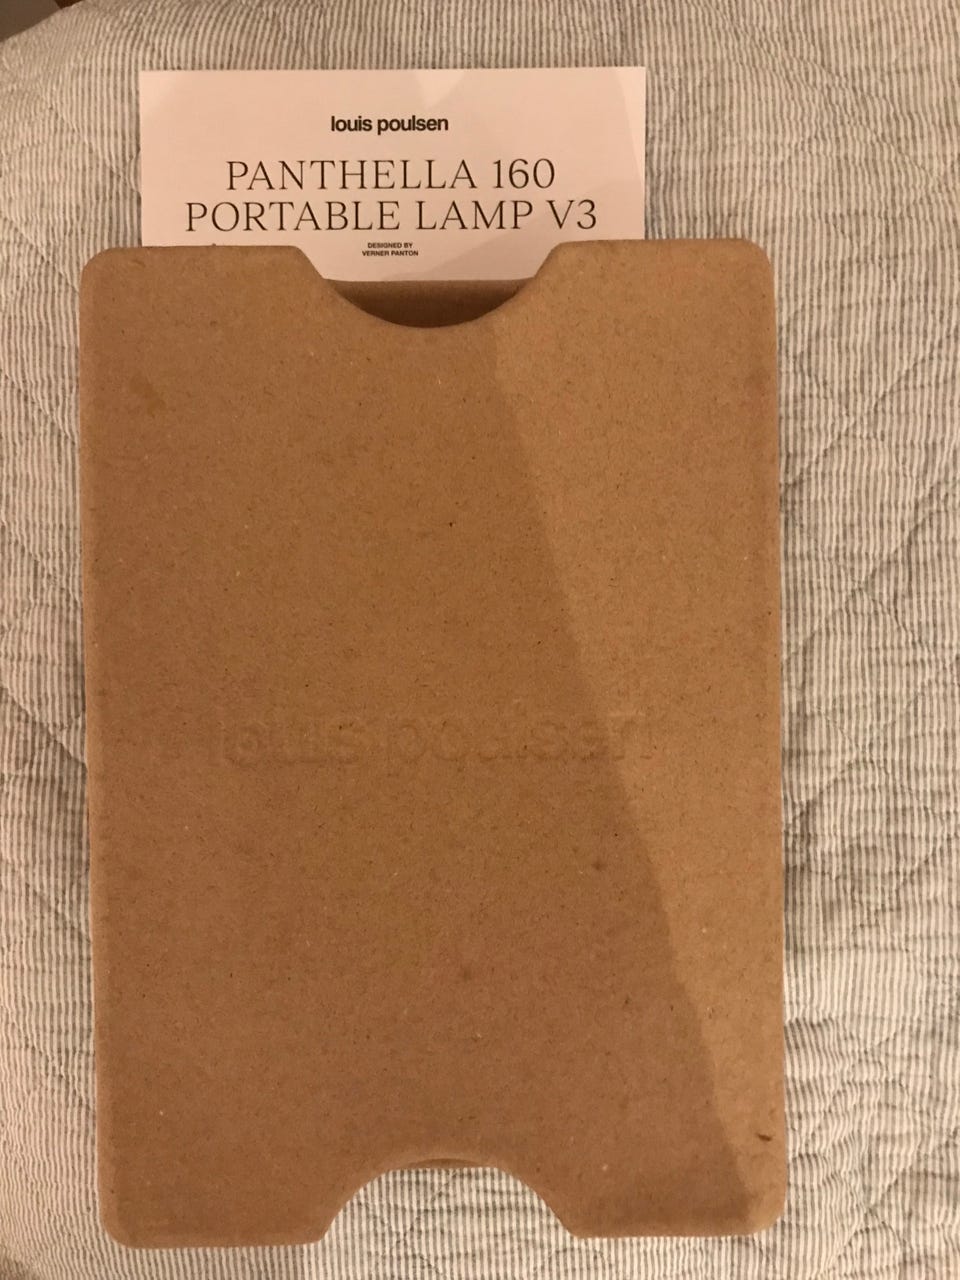 louis poulsen
PANTHELLA 160
PORTABLE LAMP V3
DESIGNED BY
VERNER PANTON
louis poulsen